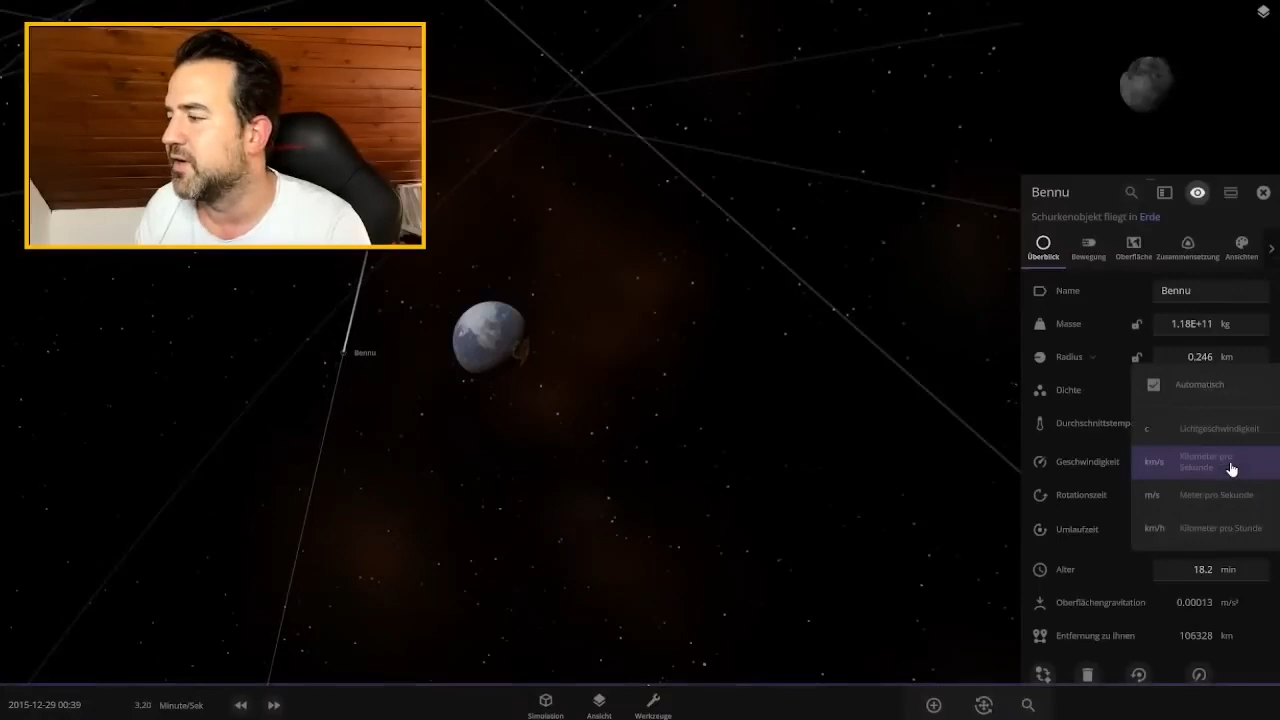 Bennu
Schurkenobjekt fliegt in Erde
Überblick
Bewegung
Oberfläche
Zusammensetzung
Ansichten
Name
Bennu
Masse
1.18E+11 kg
Radius
0.246 km
Bennu
Automatisch
Dichte
Durchschnittstemp
c Lichtgeschwindigkeit
Geschwindigkeit
km/s Kilometer pro
Sekunde
Rotationszeit
m/s Meter pro Sekunde
Umlaufzeit
km/h Kilometer pro Stunde
Alter
18.2 min
Oberflächengravitation
0.00013 m/s²
Entfernung zu Ihnen
106328 km
2015-12-29 00:39
3,20 Minute/Sek
Simulation
Ansicht
Werkzeuge